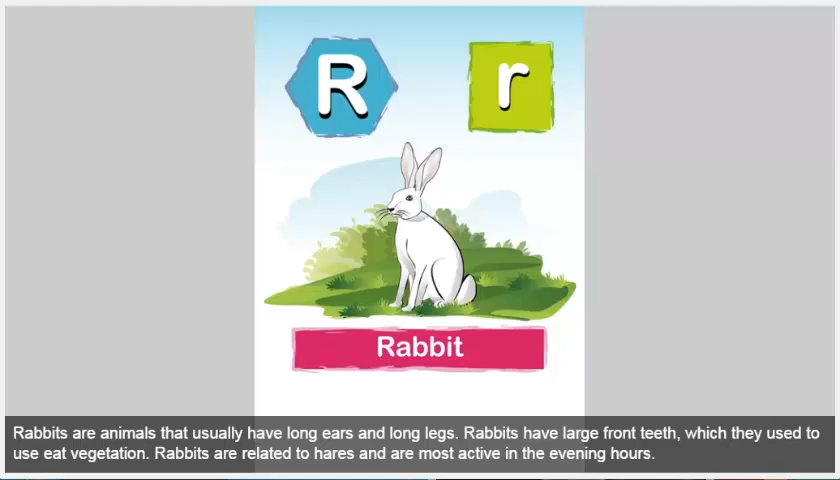 R r
Rabbit
Rabbits are animals that usually have long ears and long legs. Rabbits have large front teeth, which they used to
use eat vegetation. Rabbits are related to hares and are most active in the evening hours.